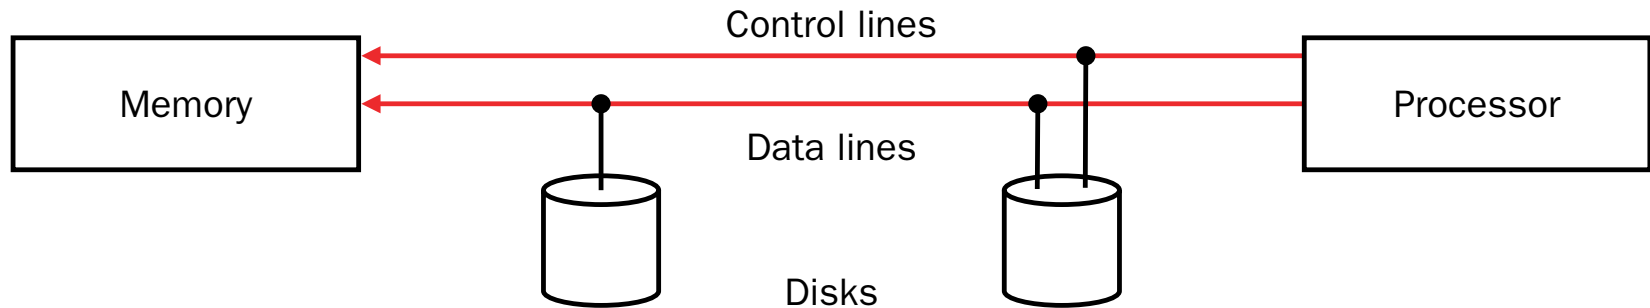 Control lines
Memory
Processor
Data lines
Disks